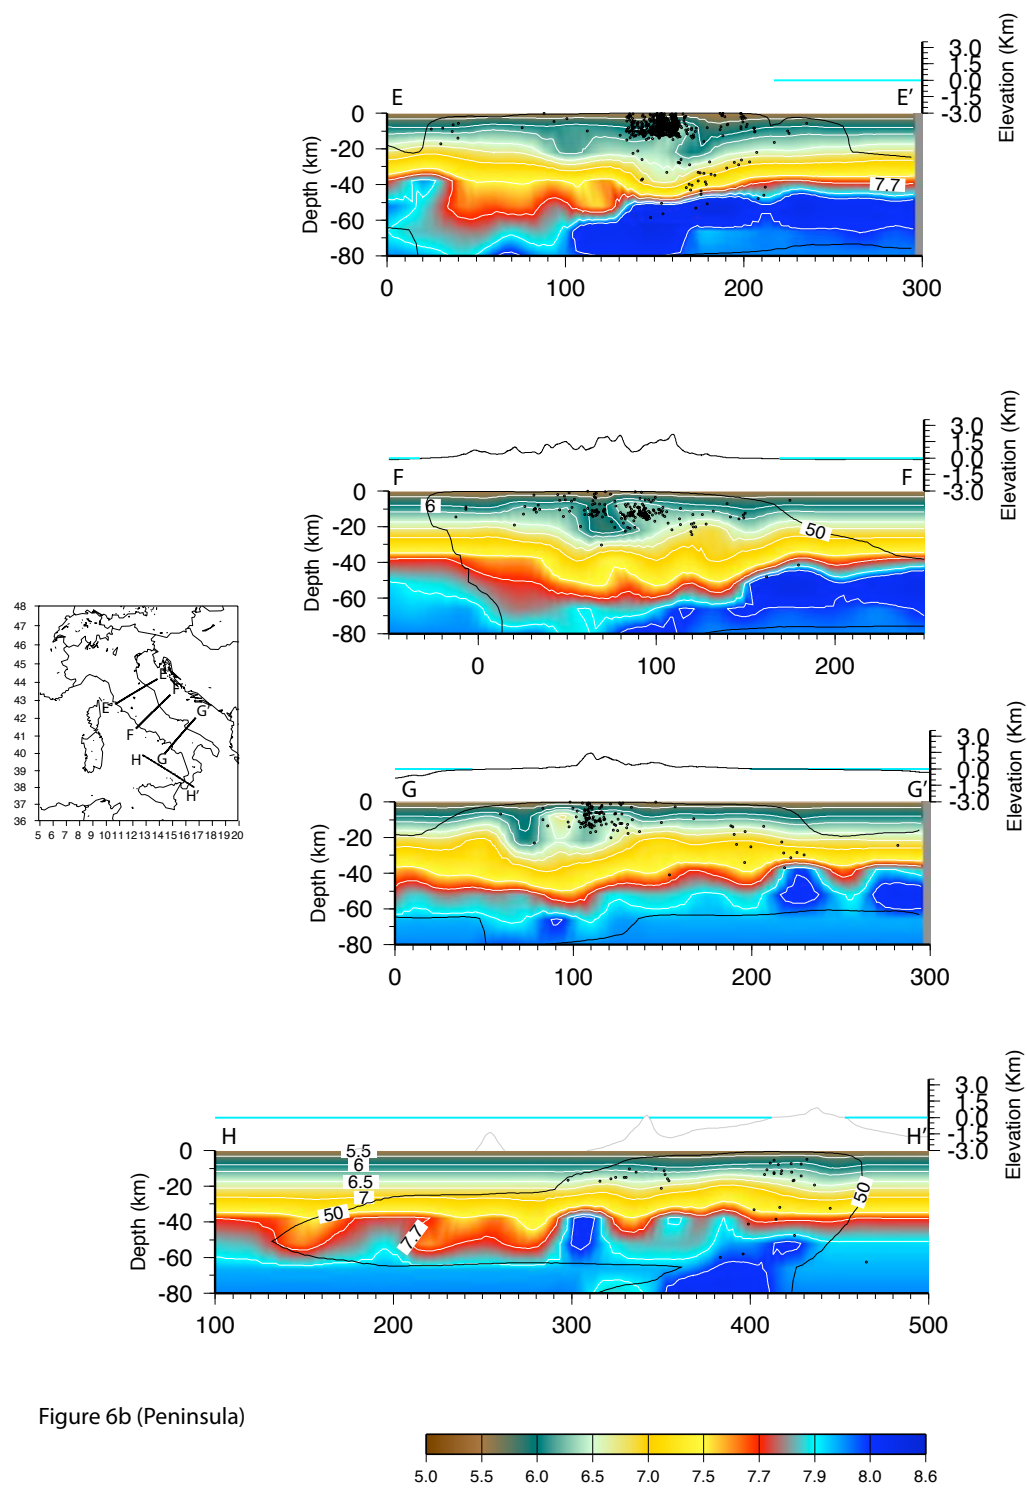 3.0
1.5
0.0
-1.5
-3.0
Elevation (Km)
E E′
0
-20
-40
-60
-80
Depth (km)
7.7
0 100 200 300
3.0
1.5
0.0
-1.5
-3.0
Elevation (Km)
F F
0
-20
-40
-60
-80
Depth (km)
6
50
0 100 200
48
47
46
45
44
43
42
41
40
39
38
37
36
5 6 7 8 9 10 11 12 13 14 15 16 17 18 19 20
E
E
F
F
G′
G
H
H′
3.0
1.5
0.0
-1.5
-3.0
Elevation (Km)
G G′
0
-20
-40
-60
-80
Depth (km)
0 100 200 300
3.0
1.5
0.0
-1.5
-3.0
Elevation (Km)
H H′
0
-20
-40
-60
-80
Depth (km)
5.5
6
6.5
7
50
7.7
50
100 200 300 400 500
Figure 6b (Peninsula)
5.0 5.5 6.0 6.5 7.0 7.5 7.7 7.9 8.0 8.6